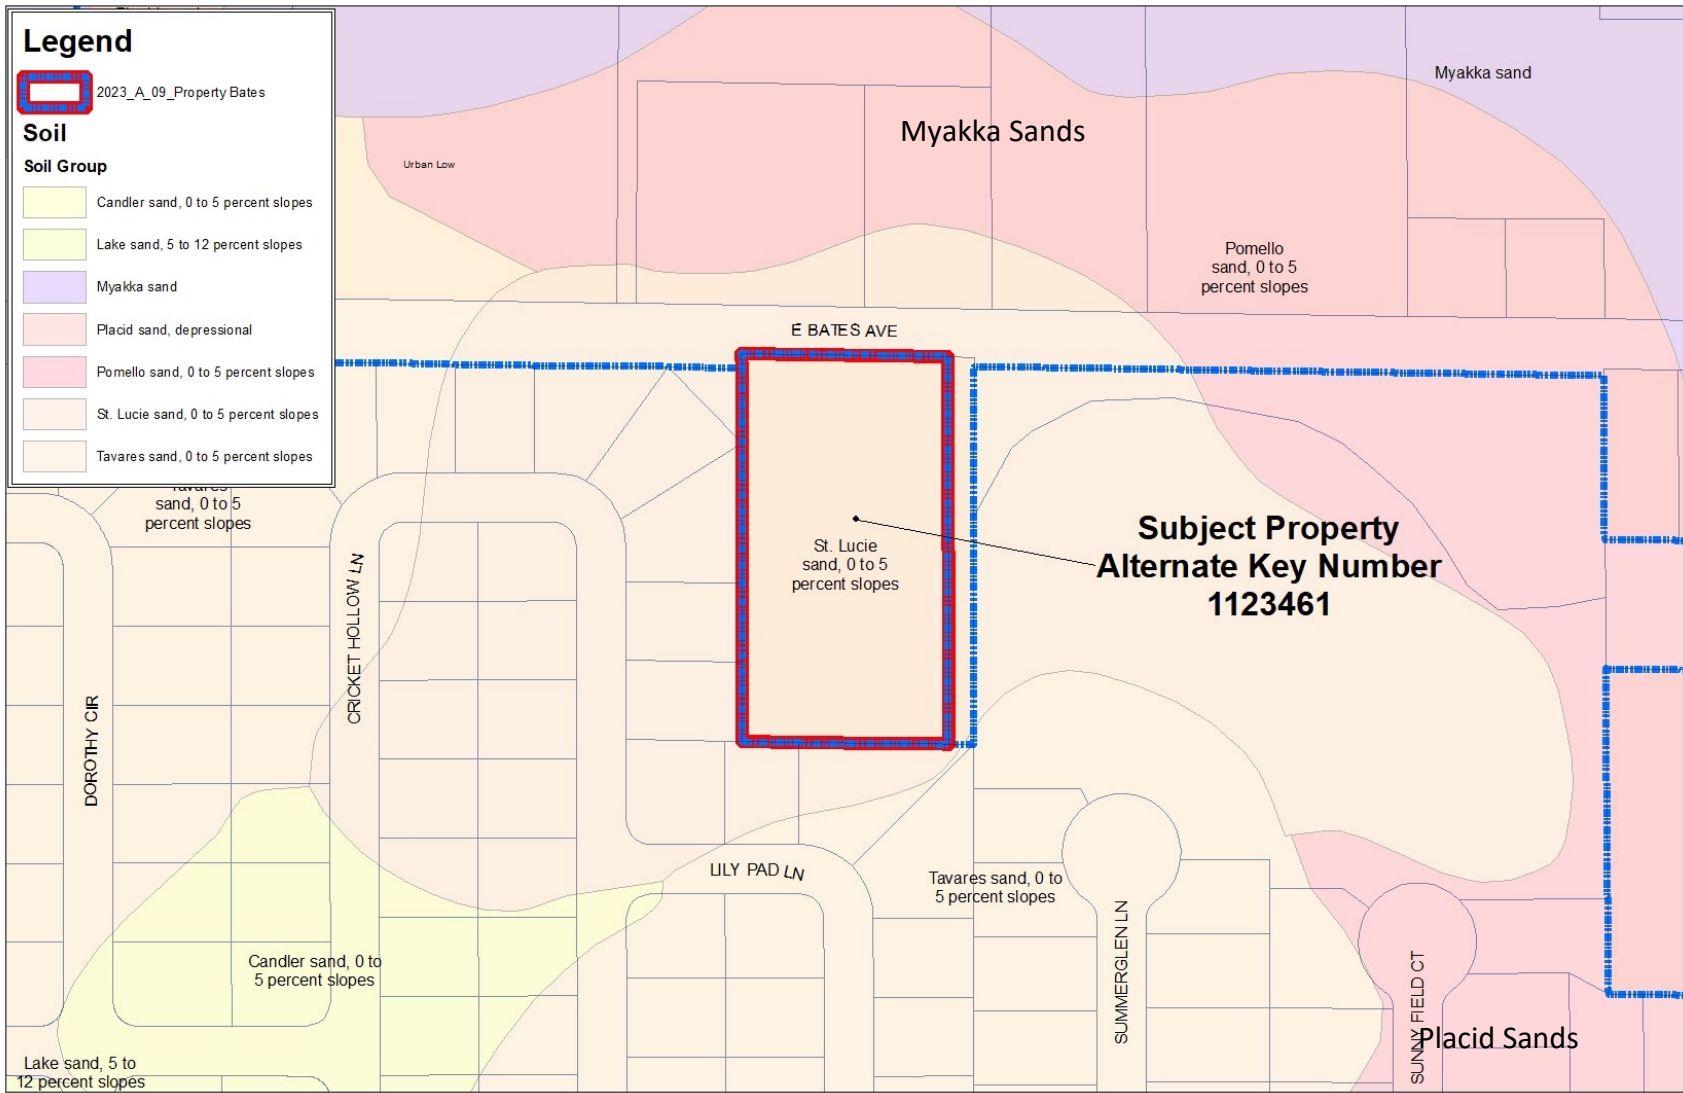 Legend
2023_A_09_Property Bates
Soil
Soil Group
Candler sand, 0 to 5 percent slopes
Lake sand, 5 to 12 percent slopes
Myakka sand
Placid sand, depressional
Pomello sand, 0 to 5 percent slopes
St. Lucie sand, 0 to 5 percent slopes
Tavares sand, 0 to 5 percent slopes
Myakka sand
Myakka Sands
Urban Low
Pomello
sand, 0 to 5
percent slopes
E BATES AVE
Tavares
sand, 0 to 5
percent slopes
St. Lucie
sand, 0 to 5
percent slopes
Subject Property
Alternate Key Number
1123461
CRICKET HOLLOW LN
DOROTHY CIR
LILY PAD LN
Tavares sand, 0 to
5 percent slopes
SUMMERGLEN LN
SUNNY FIELD CT
Candler sand, 0 to
5 percent slopes
Placid Sands
Lake sand, 5 to
12 percent slopes